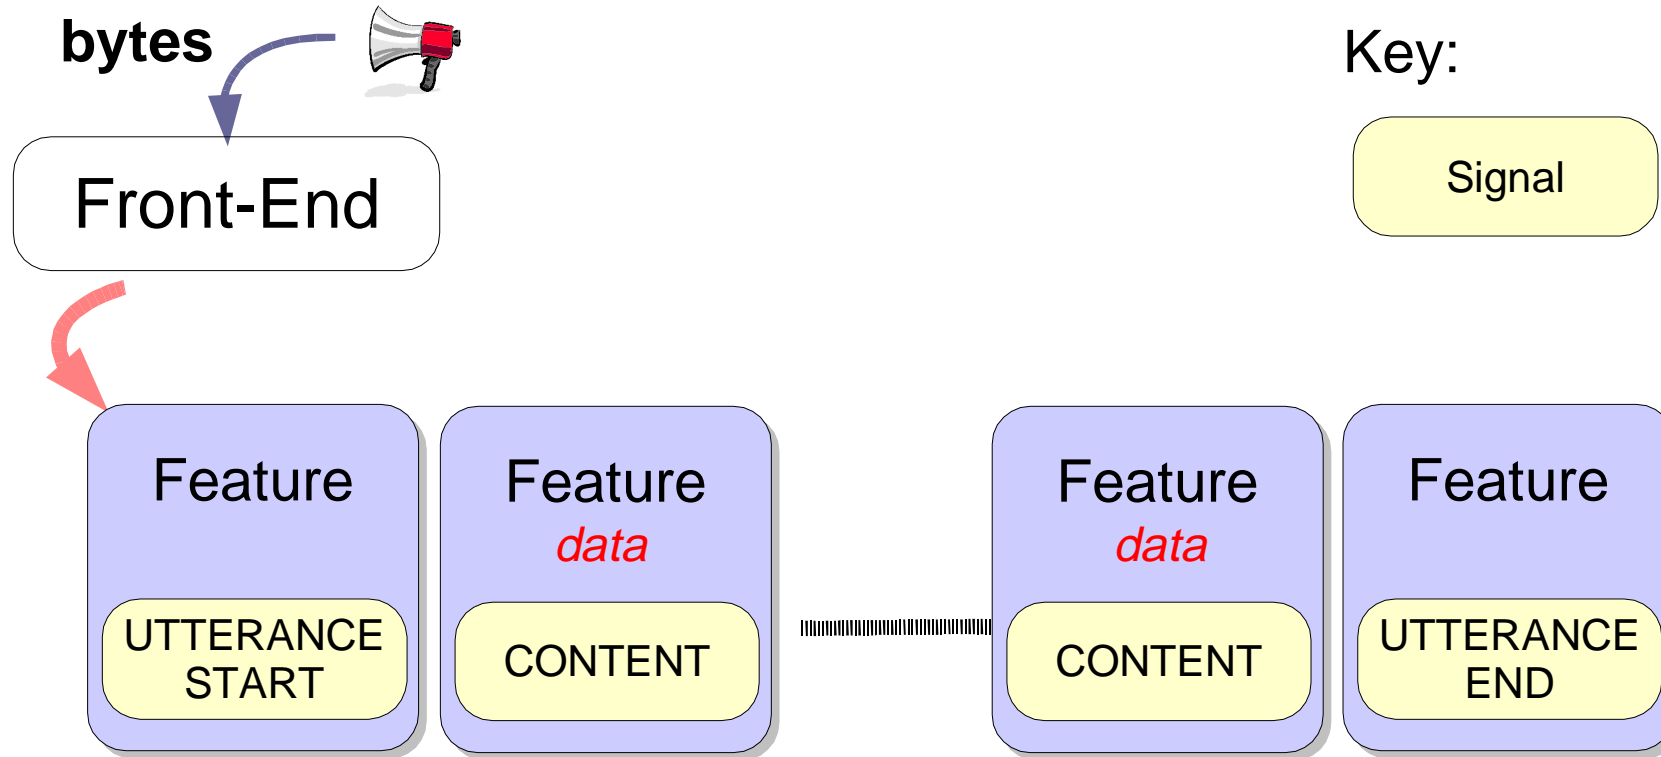 bytes
Key:
Signal
Front-End
Feature
UTTERANCE
START
Feature
data
CONTENT
Feature
data
CONTENT
Feature
UTTERANCE
END